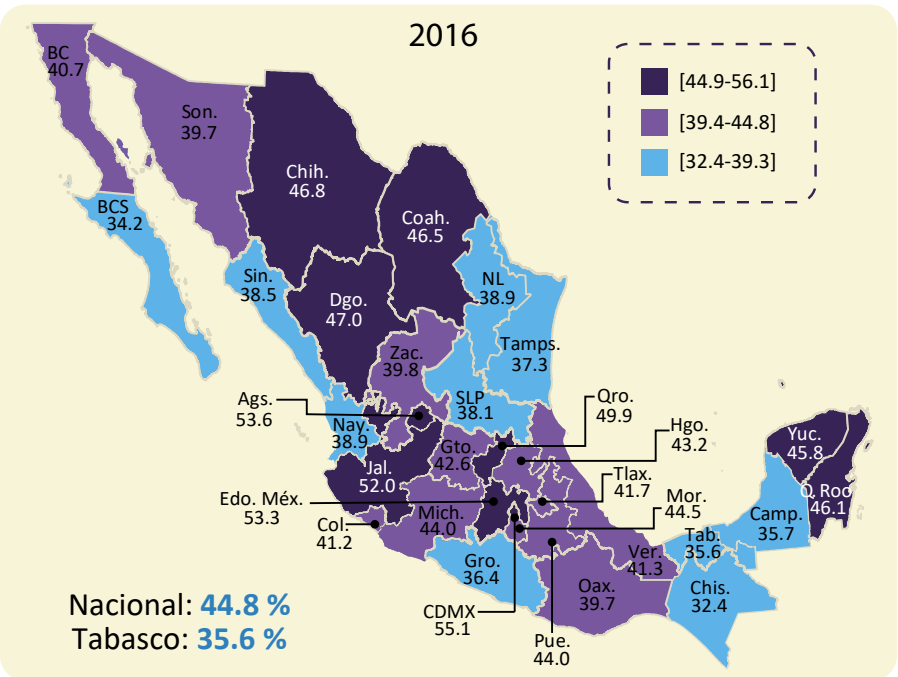 2016
[44.9-56.1]
[39.4-44.8]
[32.4-39.3]
BC
40.7
Son.
39.7
Chih.
46.8
BCS
34.2
Coah.
46.5
Sin.
38.5
Dgo.
47.0
NL
38.9
Tamps.
37.3
Zac.
39.8
SLP
38.1
Ags.
53.6
Nay.
38.9
Qro.
49.9
Hgo.
43.2
Gto.
42.6
Jal.
52.0
Tlax.
41.7
Edo. Méx.
53.3
Mor.
44.5
Mich.
44.0
Col.
41.2
Yuc.
45.8
Q Roo
46.1
Camp.
35.7
Tab.
35.6
Ver.
41.3
Gro.
36.4
Oax.
39.7
Chis.
32.4
CDMX
55.1
Pue.
44.0
Nacional: 44.8 %
Tabasco: 35.6 %